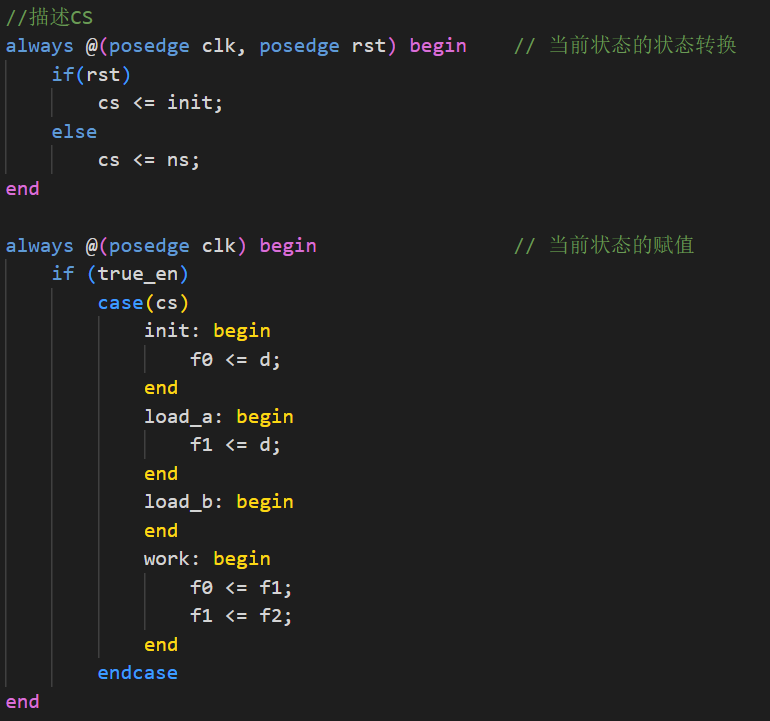 //描述CS
always @(posedge clk, posedge rst) begin    // 当前状态的状态转换
    if(rst)
        cs <= init;
    else
        cs <= ns;
end

always @(posedge clk) begin                 // 当前状态的赋值
    if (true_en)
        case(cs)
            init: begin
                f0 <= d;
            end
            load_a: begin
                f1 <= d;
            end
            load_b: begin
            end
            work: begin
                f0 <= f1;
                f1 <= f2;
            end
        endcase
end